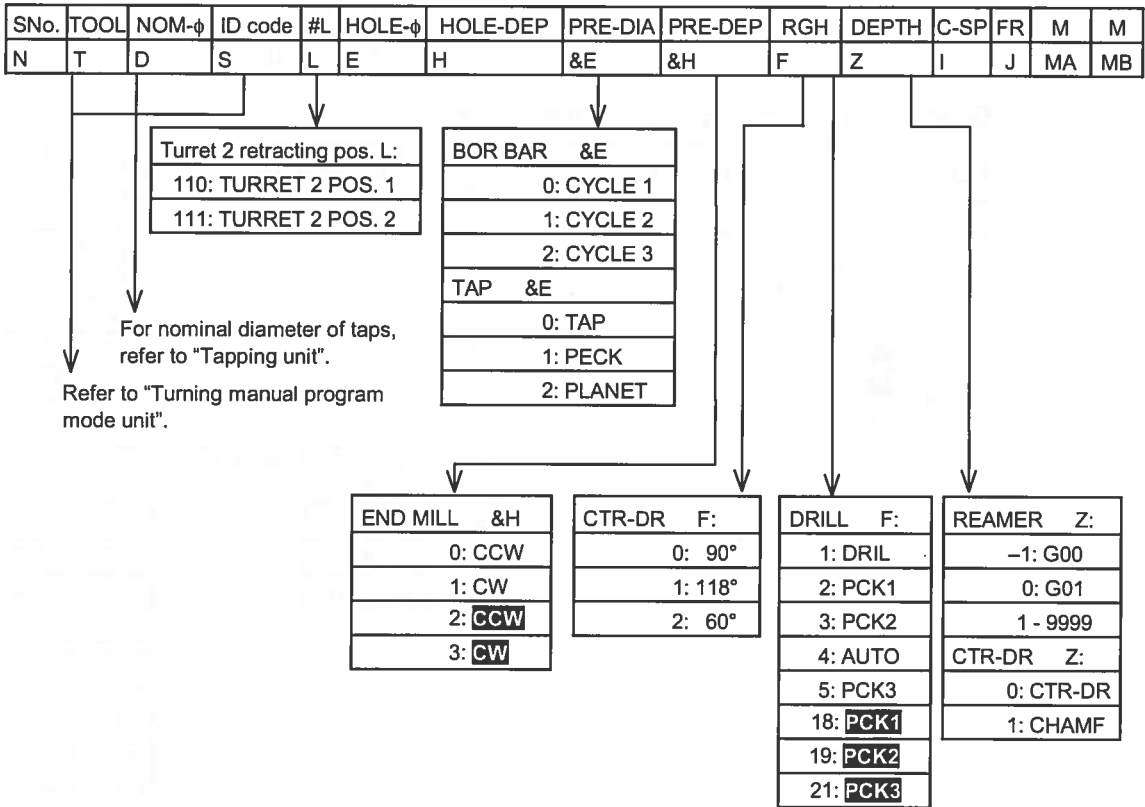 SNo. TOOL NOM-ϕ ID code #L HOLE-ϕ HOLE-DEP PRE-DIA PRE-DEP RGH DEPTH C-SP FR M M
N T D S L E H &E &H F Z I J MA MB
Turret 2 retracting pos. L:
110: TURRET 2 POS. 1
111: TURRET 2 POS. 2
BOR BAR &E
0: CYCLE 1
1: CYCLE 2
2: CYCLE 3
TAP &E
0: TAP
1: PECK
2: PLANET
For nominal diameter of taps,
refer to “Tapping unit”.
Refer to “Turning manual program
mode unit”.
END MILL &H
0: CCW
1: CW
2: CCW
3: CW
CTR-DR F:
0: 90°
1: 118°
2: 60°
DRILL F:
1: DRIL
2: PCK1
3: PCK2
4: AUTO
5: PCK3
18: PCK1
19: PCK2
21: PCK3
REAMER Z:
–1: G00
0: G01
1 - 9999
CTR-DR Z:
0: CTR-DR
1: CHAMF